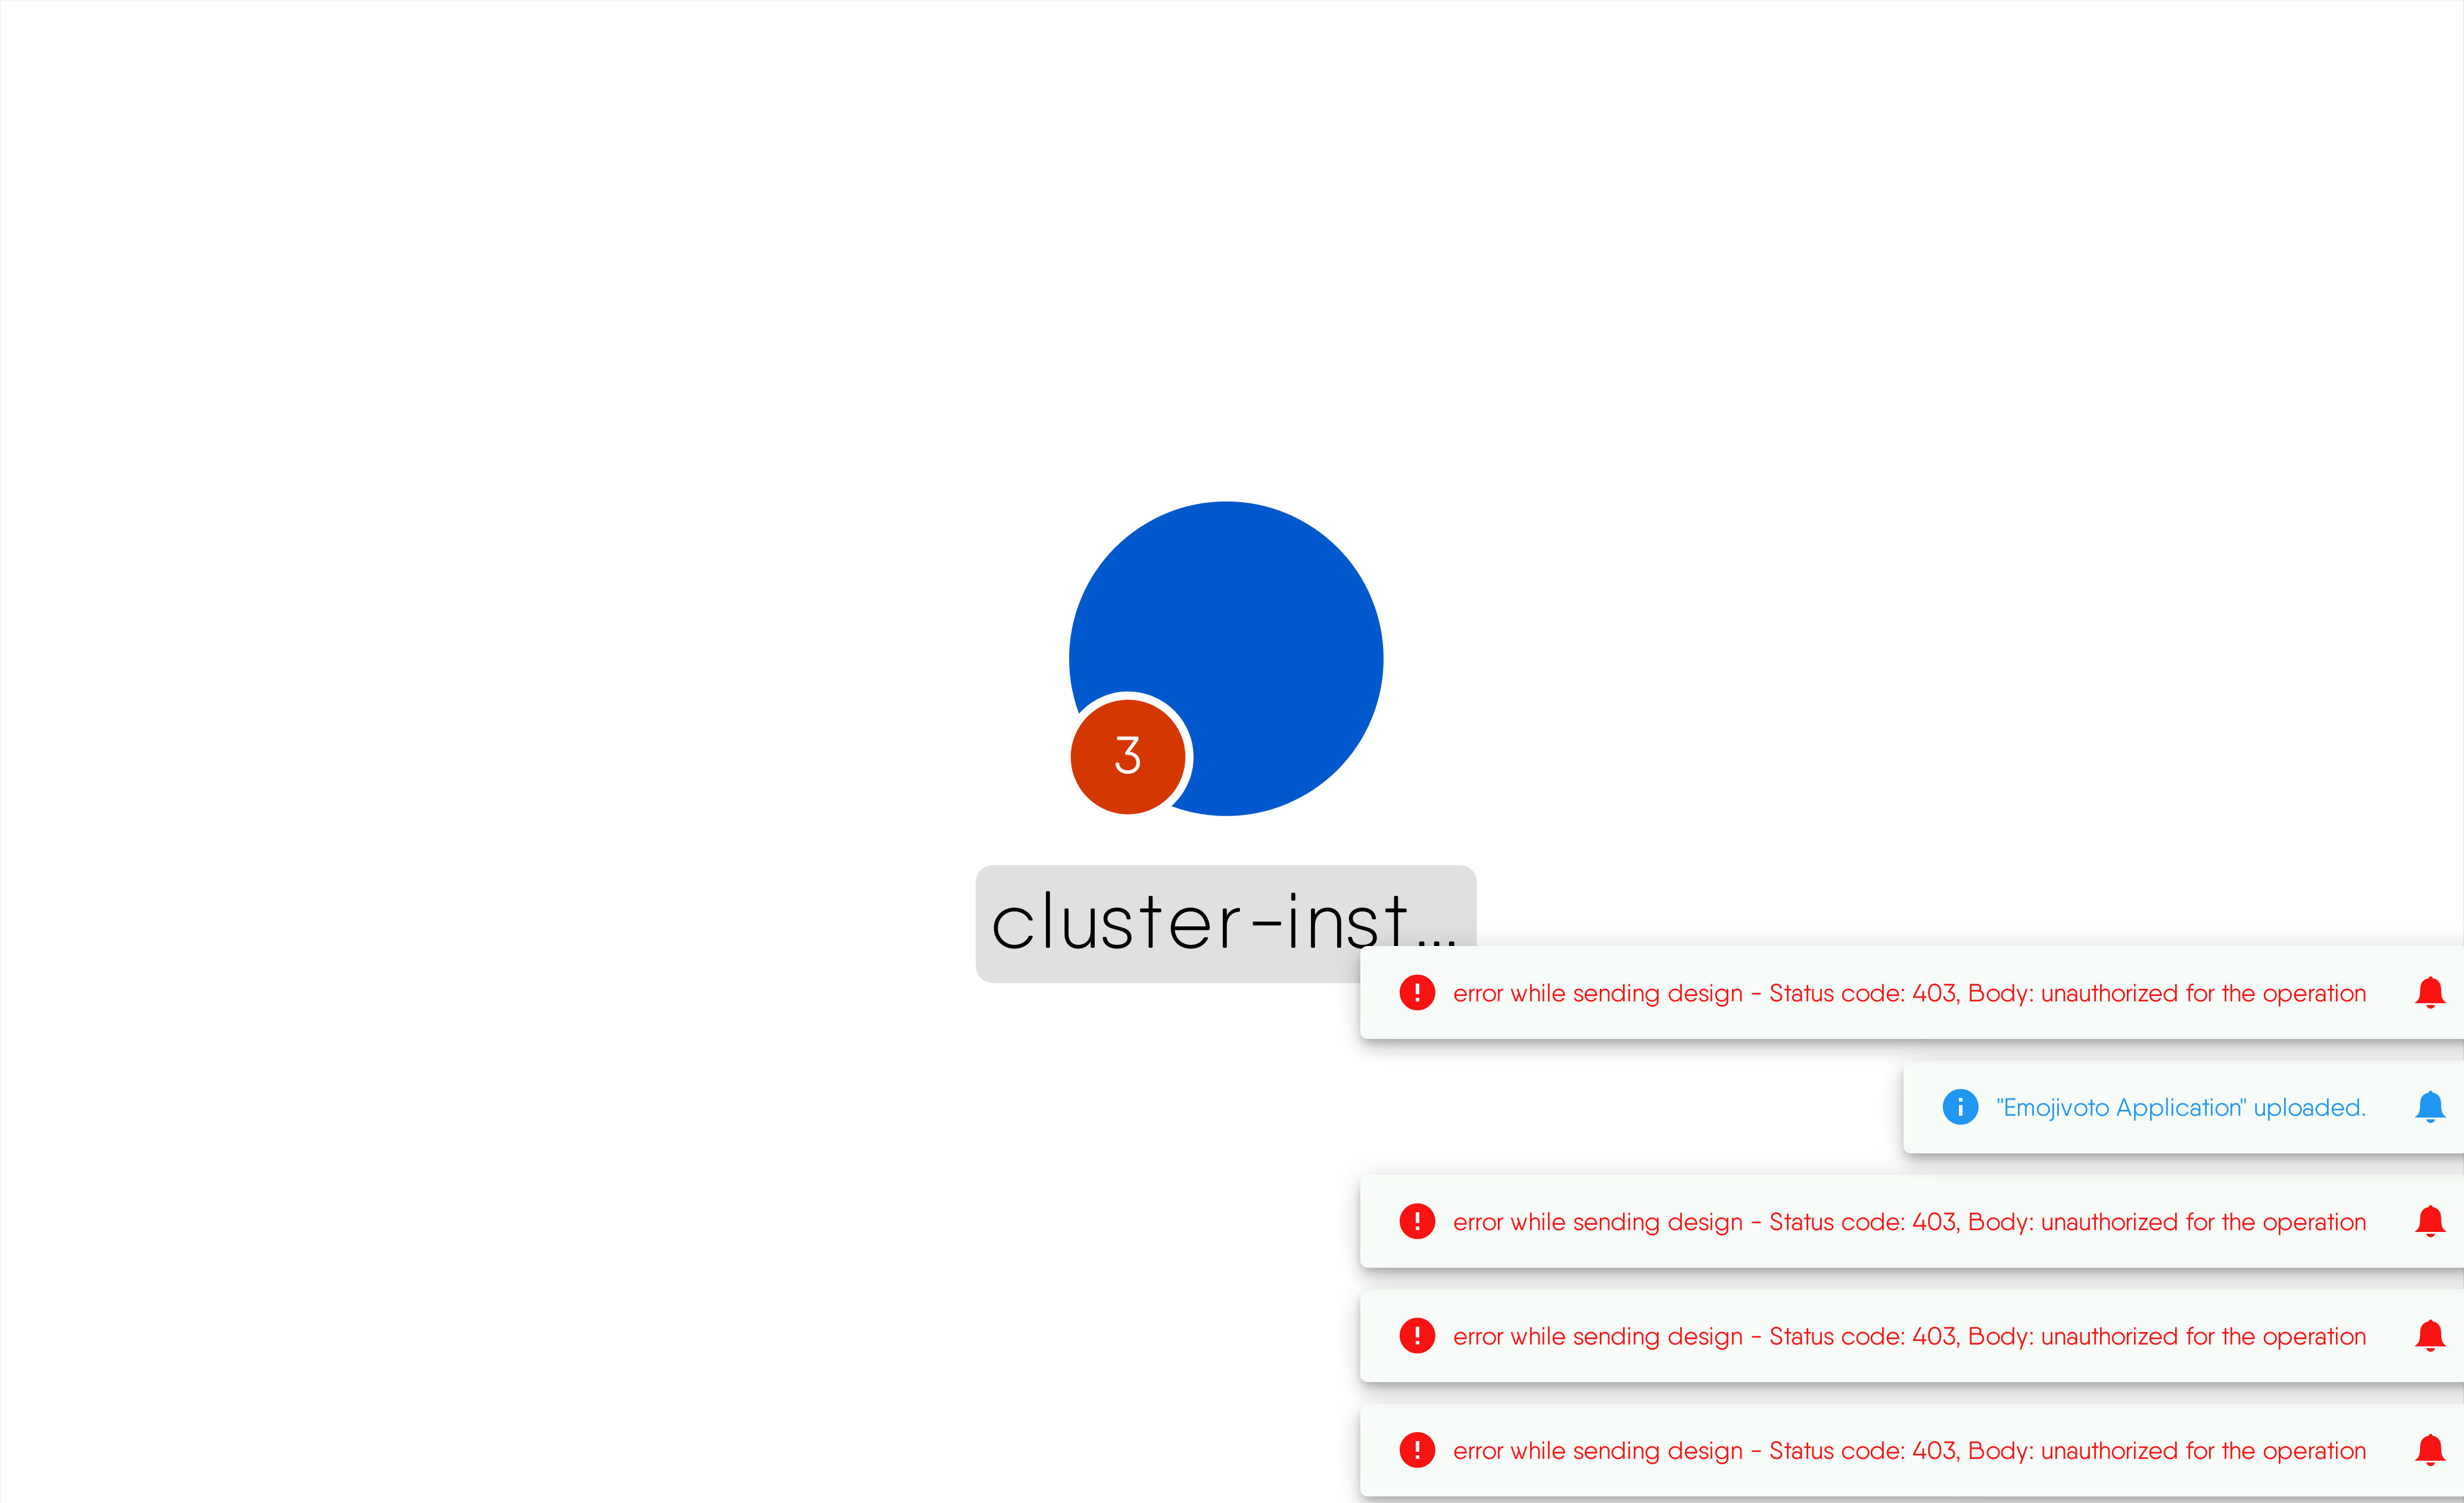 3
cluster-inst...
error while sending design - Status code: 403, Body: unauthorized for the operation
"Emojivoto Application" uploaded.
error while sending design - Status code: 403, Body: unauthorized for the operation
error while sending design - Status code: 403, Body: unauthorized for the operation
error while sending design - Status code: 403, Body: unauthorized for the operation